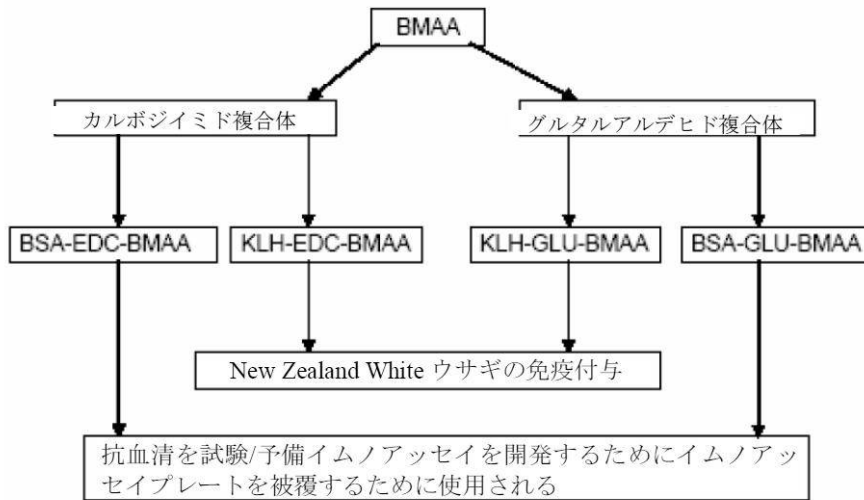 BMAA
カルボジイミド複合体
グルタルアルデヒド複合体
BSA-EDC-BMAA
KLH-EDC-BMAA
KLH-GLU-BMAA
BSA-GLU-BMAA
New Zealand White ウサギの免疫付与
抗血清を試験/予備イムノアッセイを開発するためにイムノアッ
セイプレートを被覆するために使用される